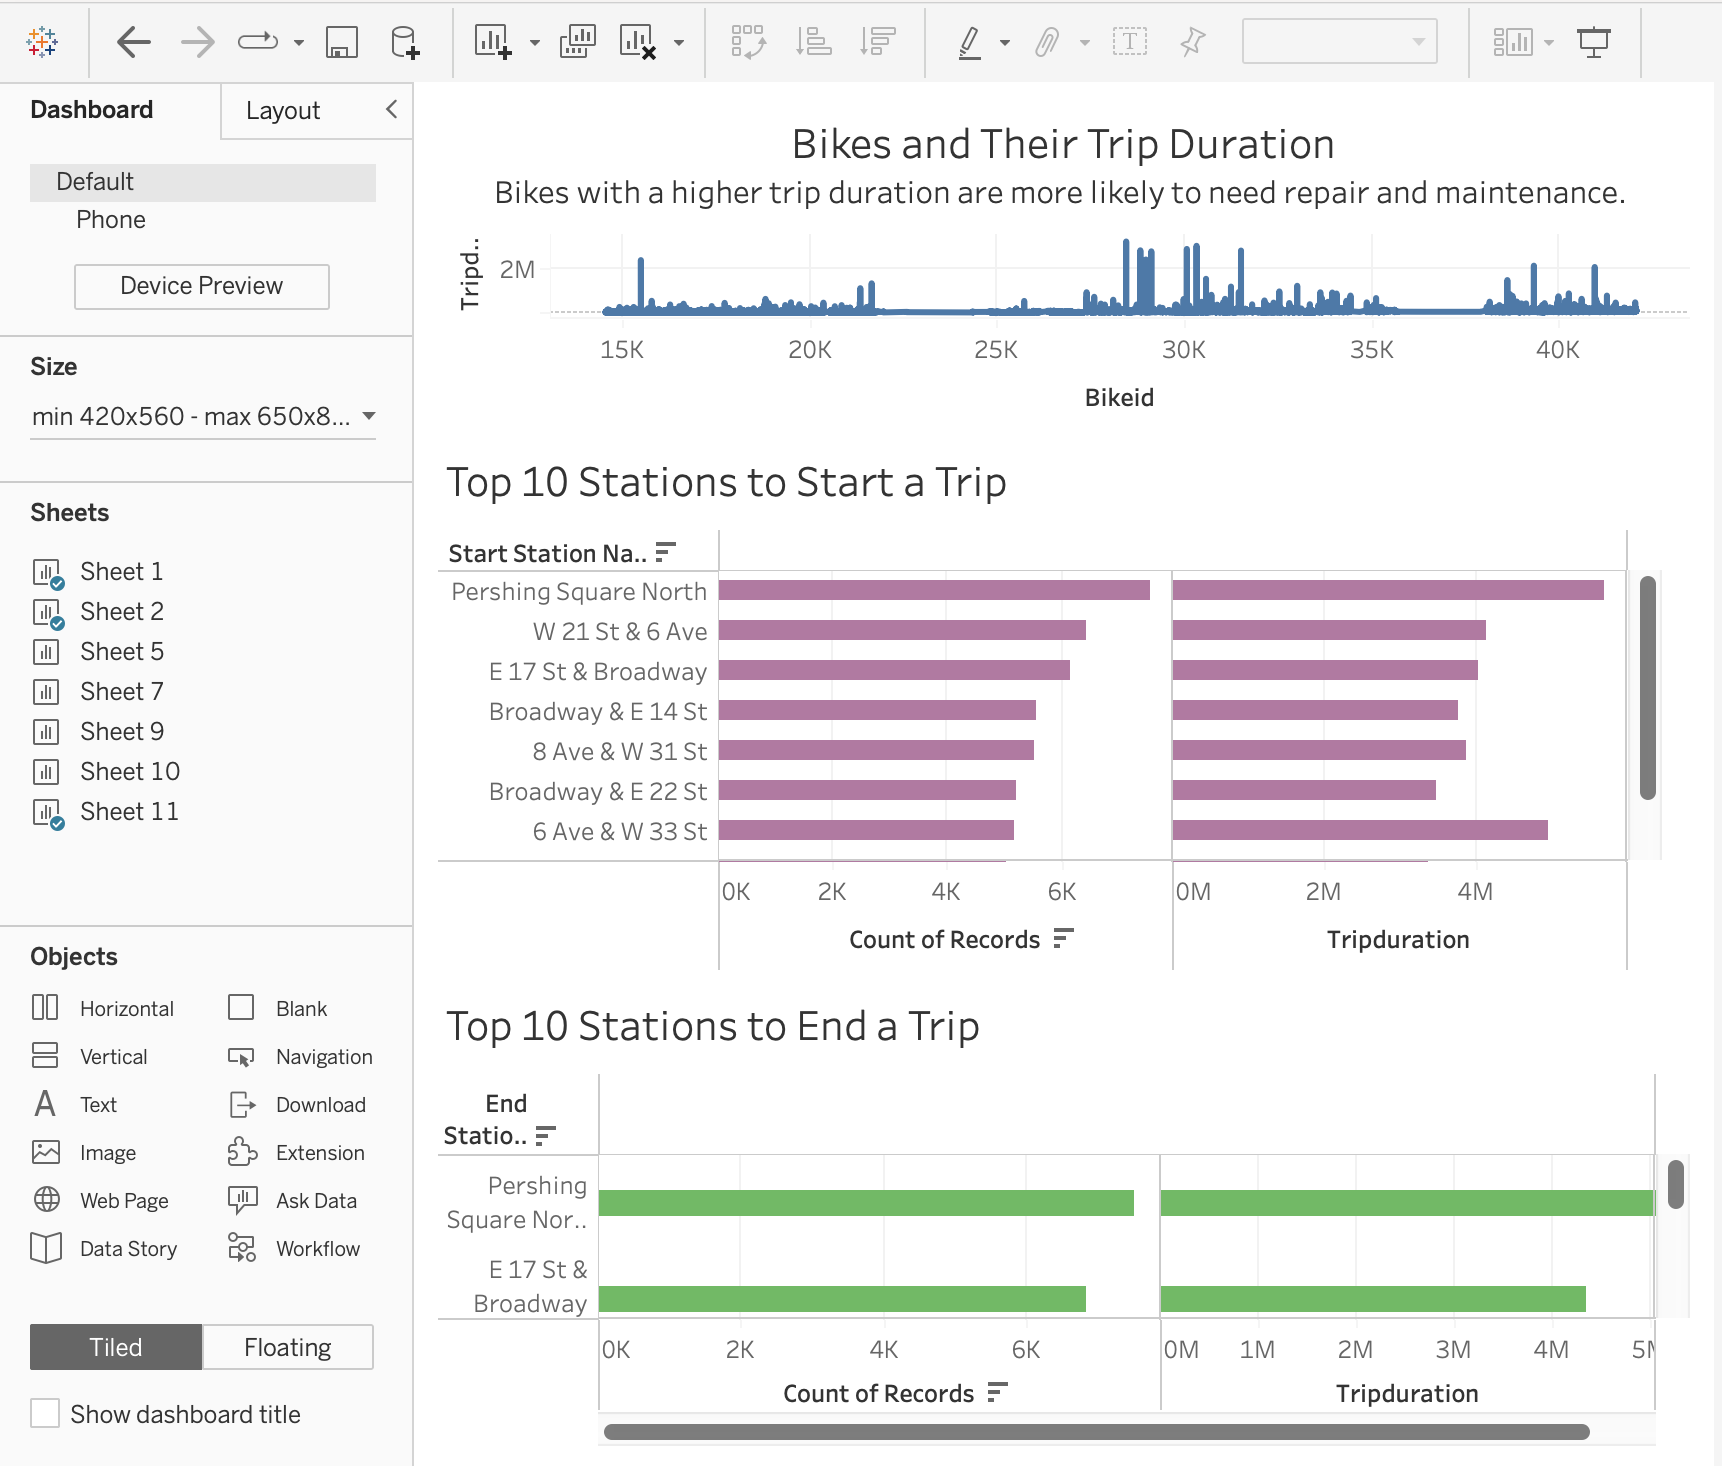 Dashboard
Layout
Default
Phone
Device Preview
Size
min 420x560 - max 650x8...
Sheets
Sheet 1
Sheet 2
Sheet 5
Sheet 7
Sheet 9
Sheet 10
Sheet 11
Objects
Horizontal Blank
Vertical Navigation
Text Download
Image Extension
Web Page Ask Data
Data Story Workflow
Tiled Floating
Show dashboard title
T
Bikes and Their Trip Duration
Bikes with a higher trip duration are more likely to need repair and maintenance.
Tripd..
2M
15K 20K 25K 30K 35K 40K
Bikeid
Top 10 Stations to Start a Trip
Start Station Na..
Pershing Square North
W 21 St & 6 Ave
E 17 St & Broadway
Broadway & E 14 St
8 Ave & W 31 St
Broadway & E 22 St
6 Ave & W 33 St
0K 2K 4K 6K 0M 2M 4M
Count of Records Tripduration
Top 10 Stations to End a Trip
End
Statio..
Pershing
Square Nor..
E 17 St &
Broadway
0K 2K 4K 6K 0M 1M 2M 3M 4M 5M
Count of Records Tripduration